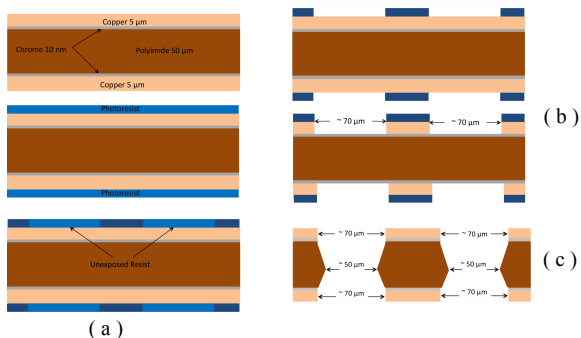 Copper 5 µm
Chrome 10 nm Polyimide 50 µm
Copper 5 µm
Photoresist
Photoresist
Unexposed Resist
( a )
( b )
~ 70 µm ~ 70 µm
~ 70 µm ~ 70 µm
~ 50 µm ~ 50 µm
~ 70 µm ~ 70 µm
( c )